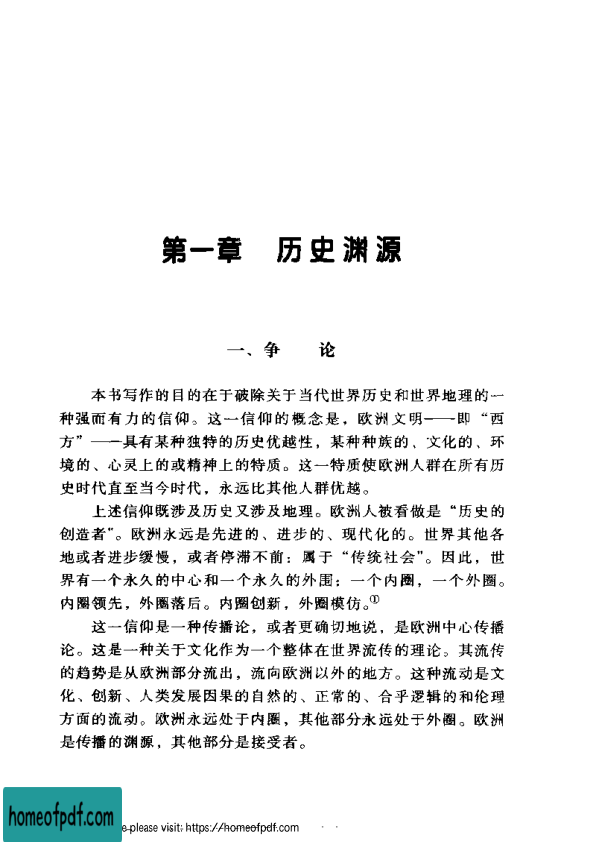 第一章 历史渊源
一、争 论
本书写作的目的在于破除关于当代世界历史和世界地理的一
种强而有力的信仰。这一信仰的概念是，欧洲文明——即“西
方”——具有某种独特的历史优越性，某种种族的、文化的、环
境的、心灵上的或精神上的特质。这一特质使欧洲人群在所有历
史时代直至当今时代，永远比其他人群优越。
上述信仰既涉及历史又涉及地理。欧洲人被看做是“历史的
创造者”。欧洲永远是先进的、进步的、现代化的。世界其他各
地或者进步缓慢，或者停滞不前：属于“传统社会”。因此，世
界有一个永久的中心和一个永久的外围：一个内圈，一个外圈。
内圈领先，外圈落后。内圈创新，外圈模仿。①
这一信仰是一种传播论，或者更确切地说，是欧洲中心传播
论。这是一种关于文化作为一个整体在世界流传的理论。其流传
的趋势是从欧洲部分流出，流向欧洲以外的地方。这种流动是文
化、创新、人类发展因果的自然的、正常的、合乎逻辑的和伦理
方面的流动。欧洲永远处于内圈，其他部分永远处于外圈。欧洲
是传播的渊源，其他部分是接受者。
homeofpdf.com
e please visit: https://homeofpdf.com